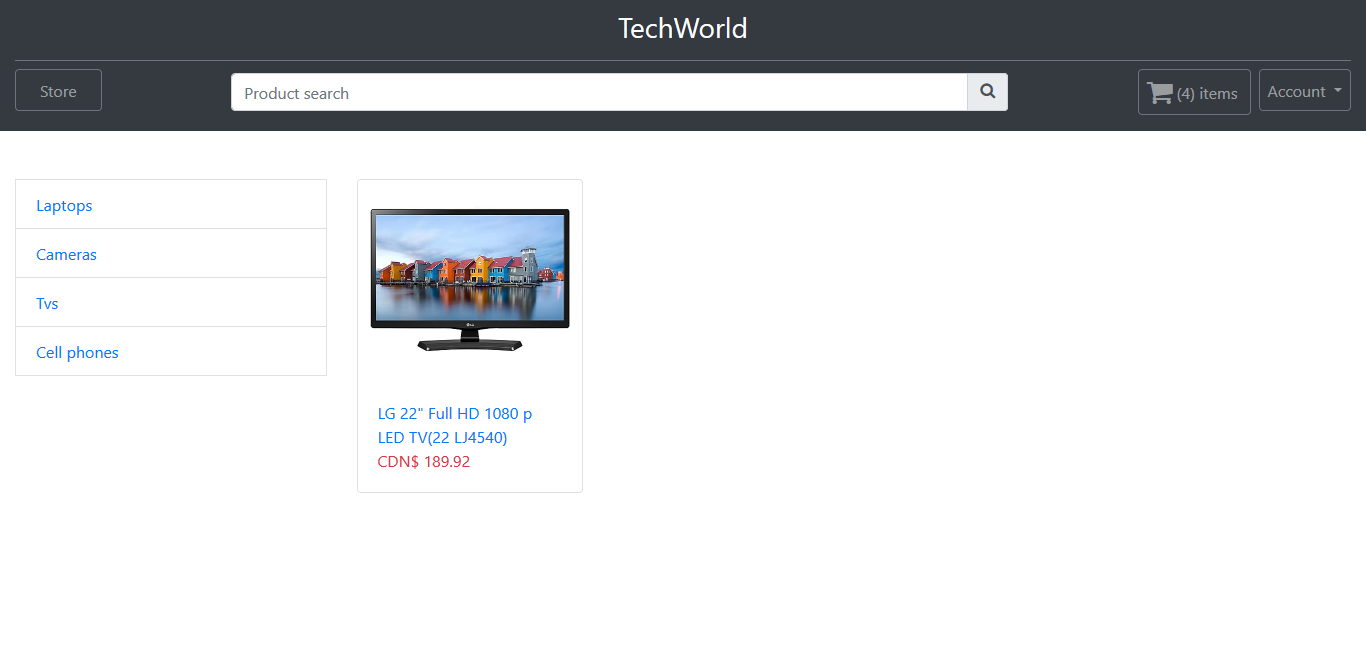 TechWorld
Store
Product search
(4) items
Account
Laptops
Cameras
Tvs
Cell phones
LG
LG 22" Full HD 1080 p
LED TV(22 LJ4540)
CDN$ 189.92